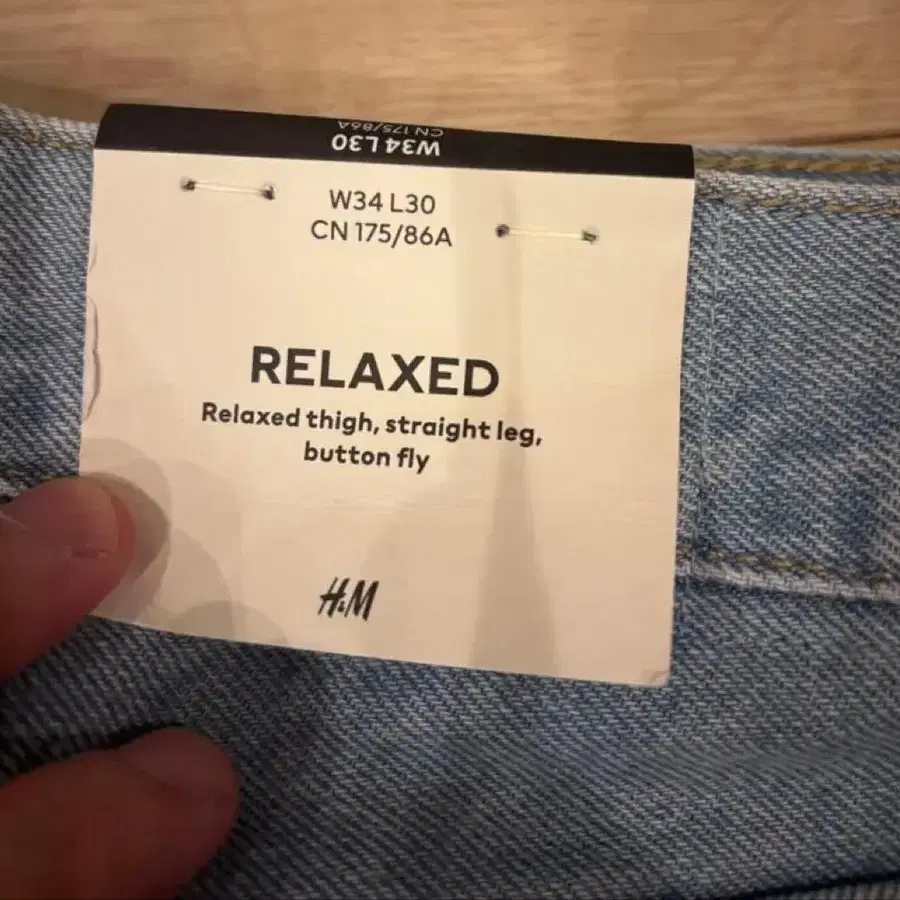 CN 175/86A
W34 L30
W34 L30
CN 175/86A
RELAXED
Relaxed thigh, straight leg,
button fly
H&M